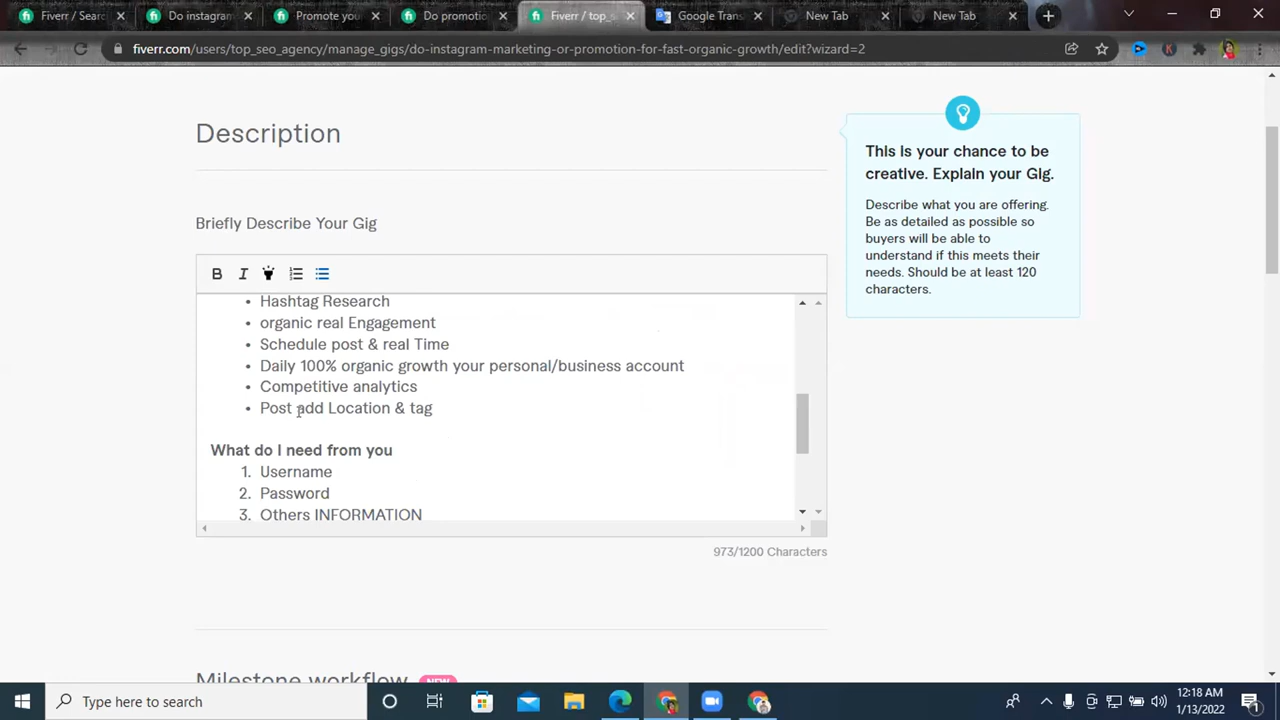 Fiverr / Sear
Do instagram
Promote you
Do promotio
Fiverr / top_s
Google Trans
New Tab
New Tab
fiverr.com/users/top_seo_agency/manage_gigs/do-instagram-marketing-or-promotion-for-fast-organic-growth/edit?wizard=2
K
Description
This is your chance to be
creative. Explain your Gig.
Describe what you are offering.
Be as detailed as possible so
buyers will be able to
understand if this meets their
needs. Should be at least 120
characters.
Briefly Describe Your Gig
B I
• Hashtag Research
• organic real Engagement
• Schedule post & real Time
• Daily 100% organic growth your personal/business account
• Competitive analytics
• Post add Location & tag
What do I need from you
1. Username
2. Password
3. Others INFORMATION
973/1200 Characters
Milestone workflow NEW
Type here to search
12:18 AM
1/13/2022
1